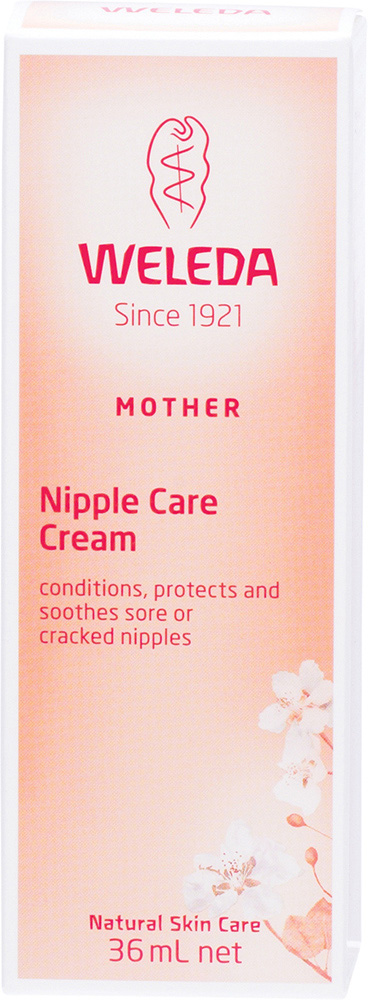 WELEDA
WELEDA
Since 1921
MOTHER
Nipple Care
Cream
conditions, protects and
soothes sore or
cracked nipples
Natural Skin Care
36 mL net